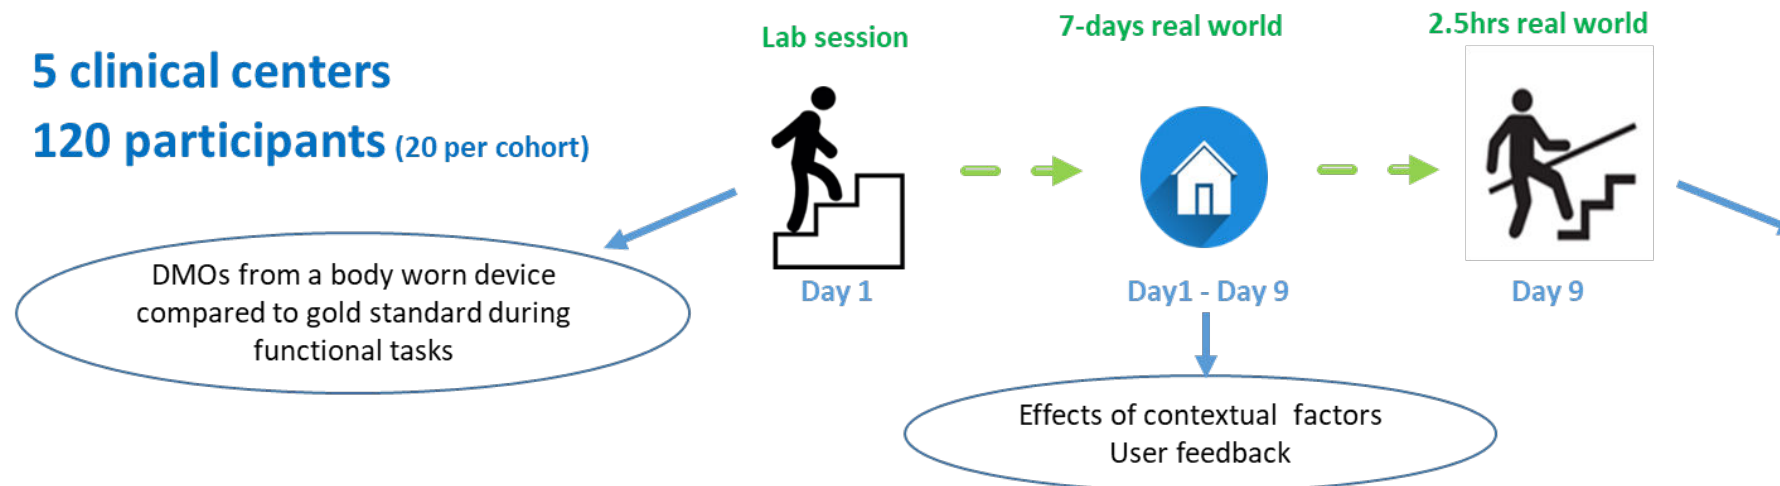 5 clinical centers
120 participants (20 per cohort)
Lab session
7-days real world
2.5hrs real world
Day 1
Day1 - Day 9
Day 9
DMOs from a body worn device
compared to gold standard during
functional tasks
Effects of contextual factors
User feedback